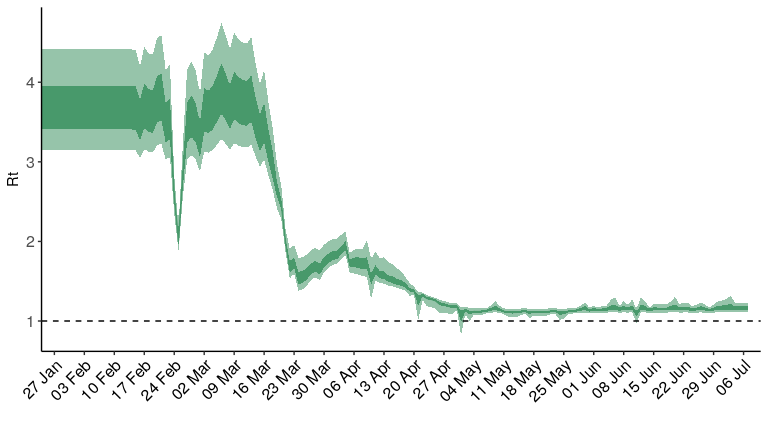 4
3
2
1
Rt
27 Jan
03 Feb
10 Feb
17 Feb
24 Feb
02 Mar
09 Mar
16 Mar
23 Mar
30 Mar
06 Apr
13 Apr
20 Apr
27 Apr
04 May
11 May
18 May
25 May
01 Jun
08 Jun
15 Jun
22 Jun
29 Jun
06 Jul